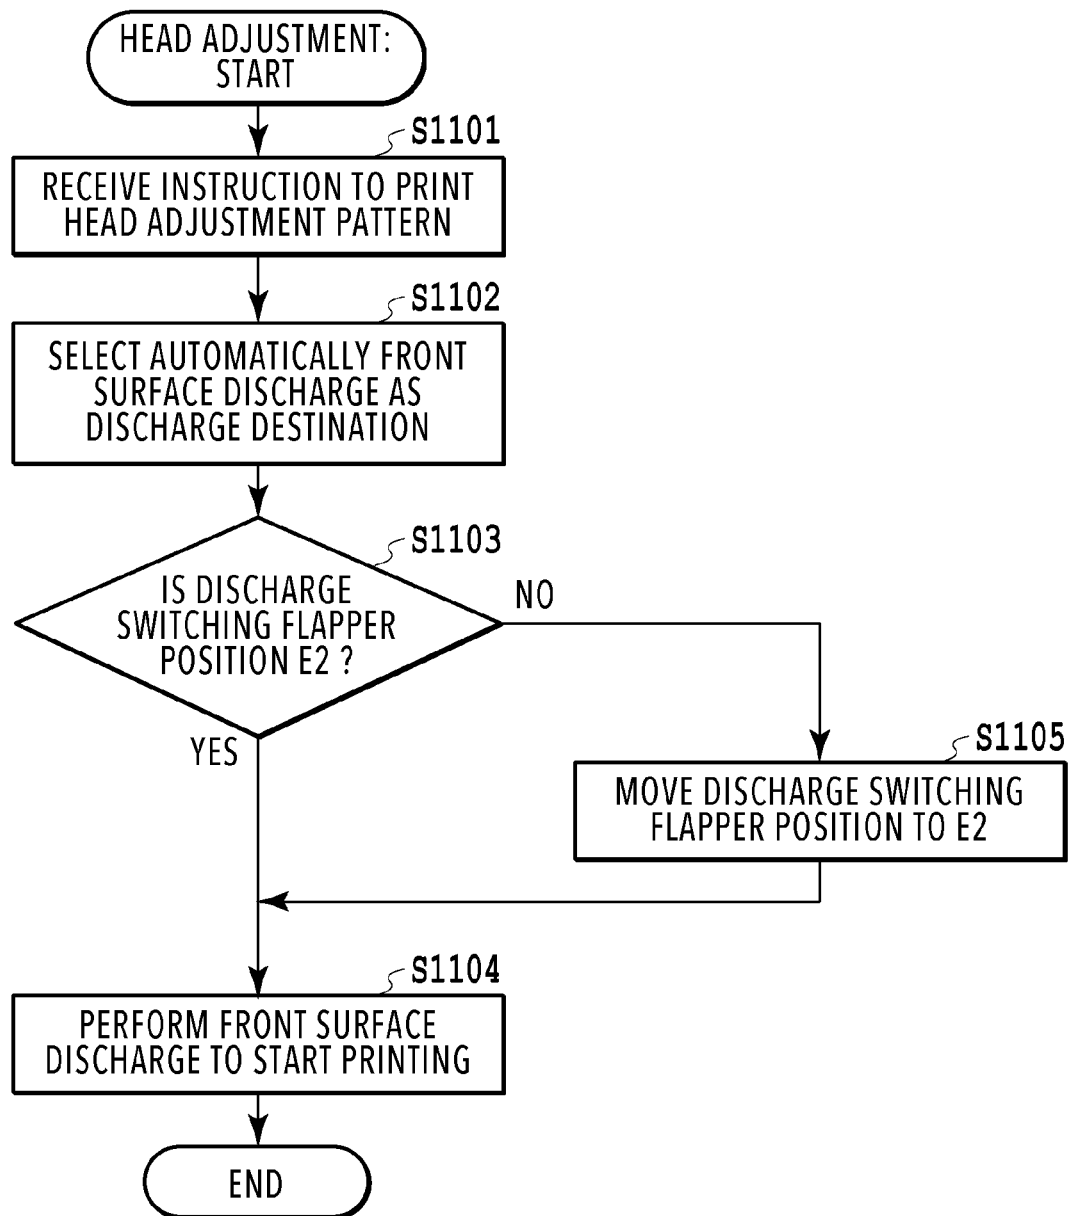 HEAD ADJUSTMENT:
START
S1101
RECEIVE INSTRUCTION TO PRINT
HEAD ADJUSTMENT PATTERN
S1102
SELECT AUTOMATICALLY FRONT
SURFACE DISCHARGE AS
DISCHARGE DESTINATION
S1103
IS DISCHARGE
SWITCHING FLAPPER
POSITION E2 ?
NO
YES
S1105
MOVE DISCHARGE SWITCHING
FLAPPER POSITION TO E2
S1104
PERFORM FRONT SURFACE
DISCHARGE TO START PRINTING
END